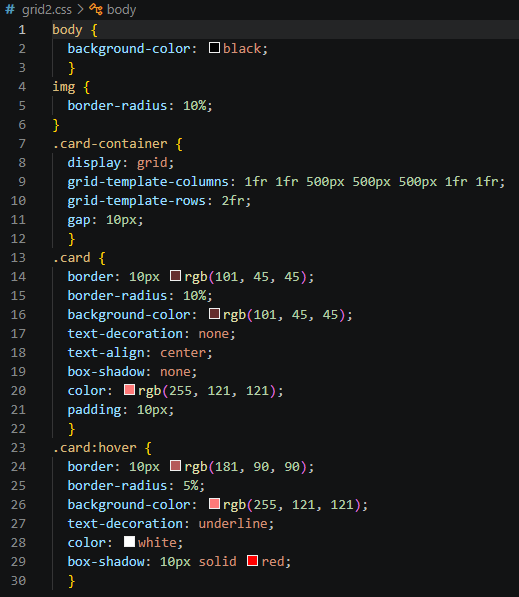 # grid2.css > body
1 body {
2 background-color: black;
3 }
4 img {
5 border-radius: 10%;
6 }
7 .card-container {
8 display: grid;
9 grid-template-columns: 1fr 1fr 500px 500px 500px 1fr 1fr;
10 grid-template-rows: 2fr;
11 gap: 10px;
12 }
13 .card {
14 border: 10px rgb(101, 45, 45);
15 border-radius: 10%;
16 background-color: rgb(101, 45, 45);
17 text-decoration: none;
18 text-align: center;
19 box-shadow: none;
20 color: rgb(255, 121, 121);
21 padding: 10px;
22 }
23 .card:hover {
24 border: 10px rgb(181, 90, 90);
25 border-radius: 5%;
26 background-color: rgb(255, 121, 121);
27 text-decoration: underline;
28 color: white;
29 box-shadow: 10px solid red;
30 }